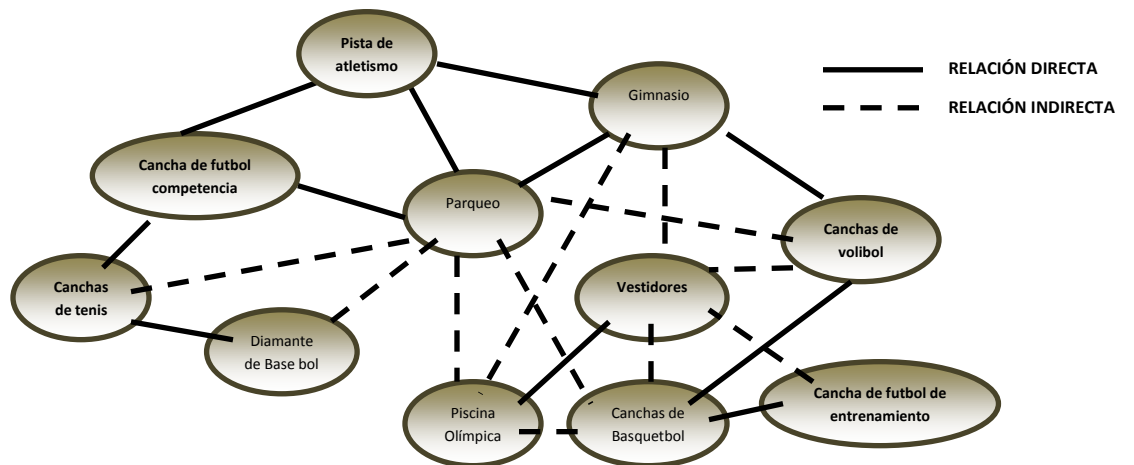 Pista de
atletismo
Gimnasio
RELACIÓN DIRECTA
RELACIÓN INDIRECTA
Cancha de futbol
competencia
Parqueo
Canchas de
volibol
Canchas
de tenis
Vestidores
Diamante
de Base bol
Piscina
Olímpica
Canchas de
Basquetbol
Cancha de futbol de
entrenamiento